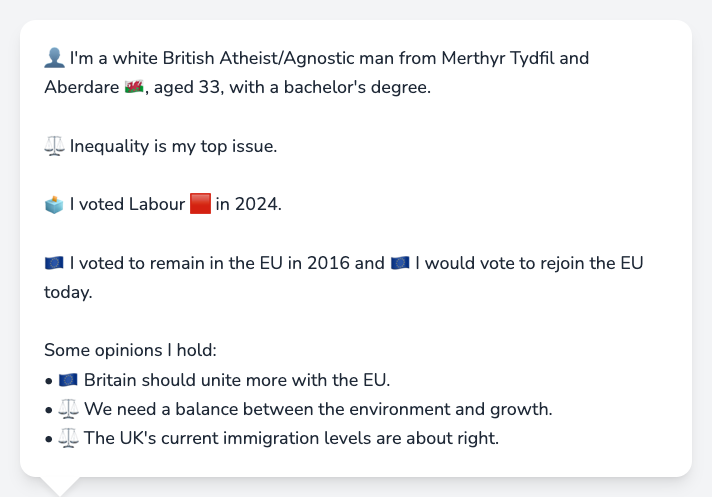 👤 I'm a white British Atheist/Agnostic man from Merthyr Tydfil and
Aberdare 🏴󠁧󠁢󠁷󠁬󠁳󠁿, aged 33, with a bachelor's degree.
⚖️ Inequality is my top issue.
🗳️ I voted Labour 🟥 in 2024.
🇪🇺 I voted to remain in the EU in 2016 and 🇪🇺 I would vote to rejoin the EU
today.
Some opinions I hold:
• 🇪🇺 Britain should unite more with the EU.
• ⚖️ We need a balance between the environment and growth.
• ⚖️ The UK's current immigration levels are about right.